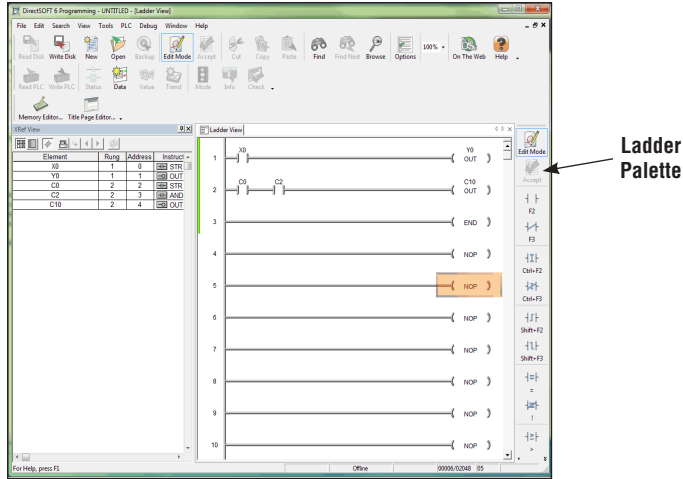 DirectSOFT 6 Programming - UNTITLED - [Ladder View]
File Edit Search View Tools PLC Debug Window Help
Read Disk Write Disk New Open Backup Edit Mode Accept Cut Copy Paste Find Find Next Browse Options 100% On The Web Help
Read PLC Write PLC Status Data Value Trend Mode Info Check
Memory Editor... Title Page Editor...
XRef View
Ladder View
Element Rung Address Instruct
X0 1 0 STR
Y0 1 1 OUT
C0 2 2 STR
C2 2 3 AND
C10 2 4 OUT
1 X0 Y0
OUT
2 C0 C2 C10
OUT
3 END
4 NOP
5 NOP
6 NOP
7 NOP
8 NOP
9 NOP
10 NOP
Edit Mode
Accept
F2
F3
Ctrl+F2
Ctrl+F3
Shift+F2
Shift+F3
=
!
>
Ladder
Palette
For Help, press F1 Offline 00006/02048 05